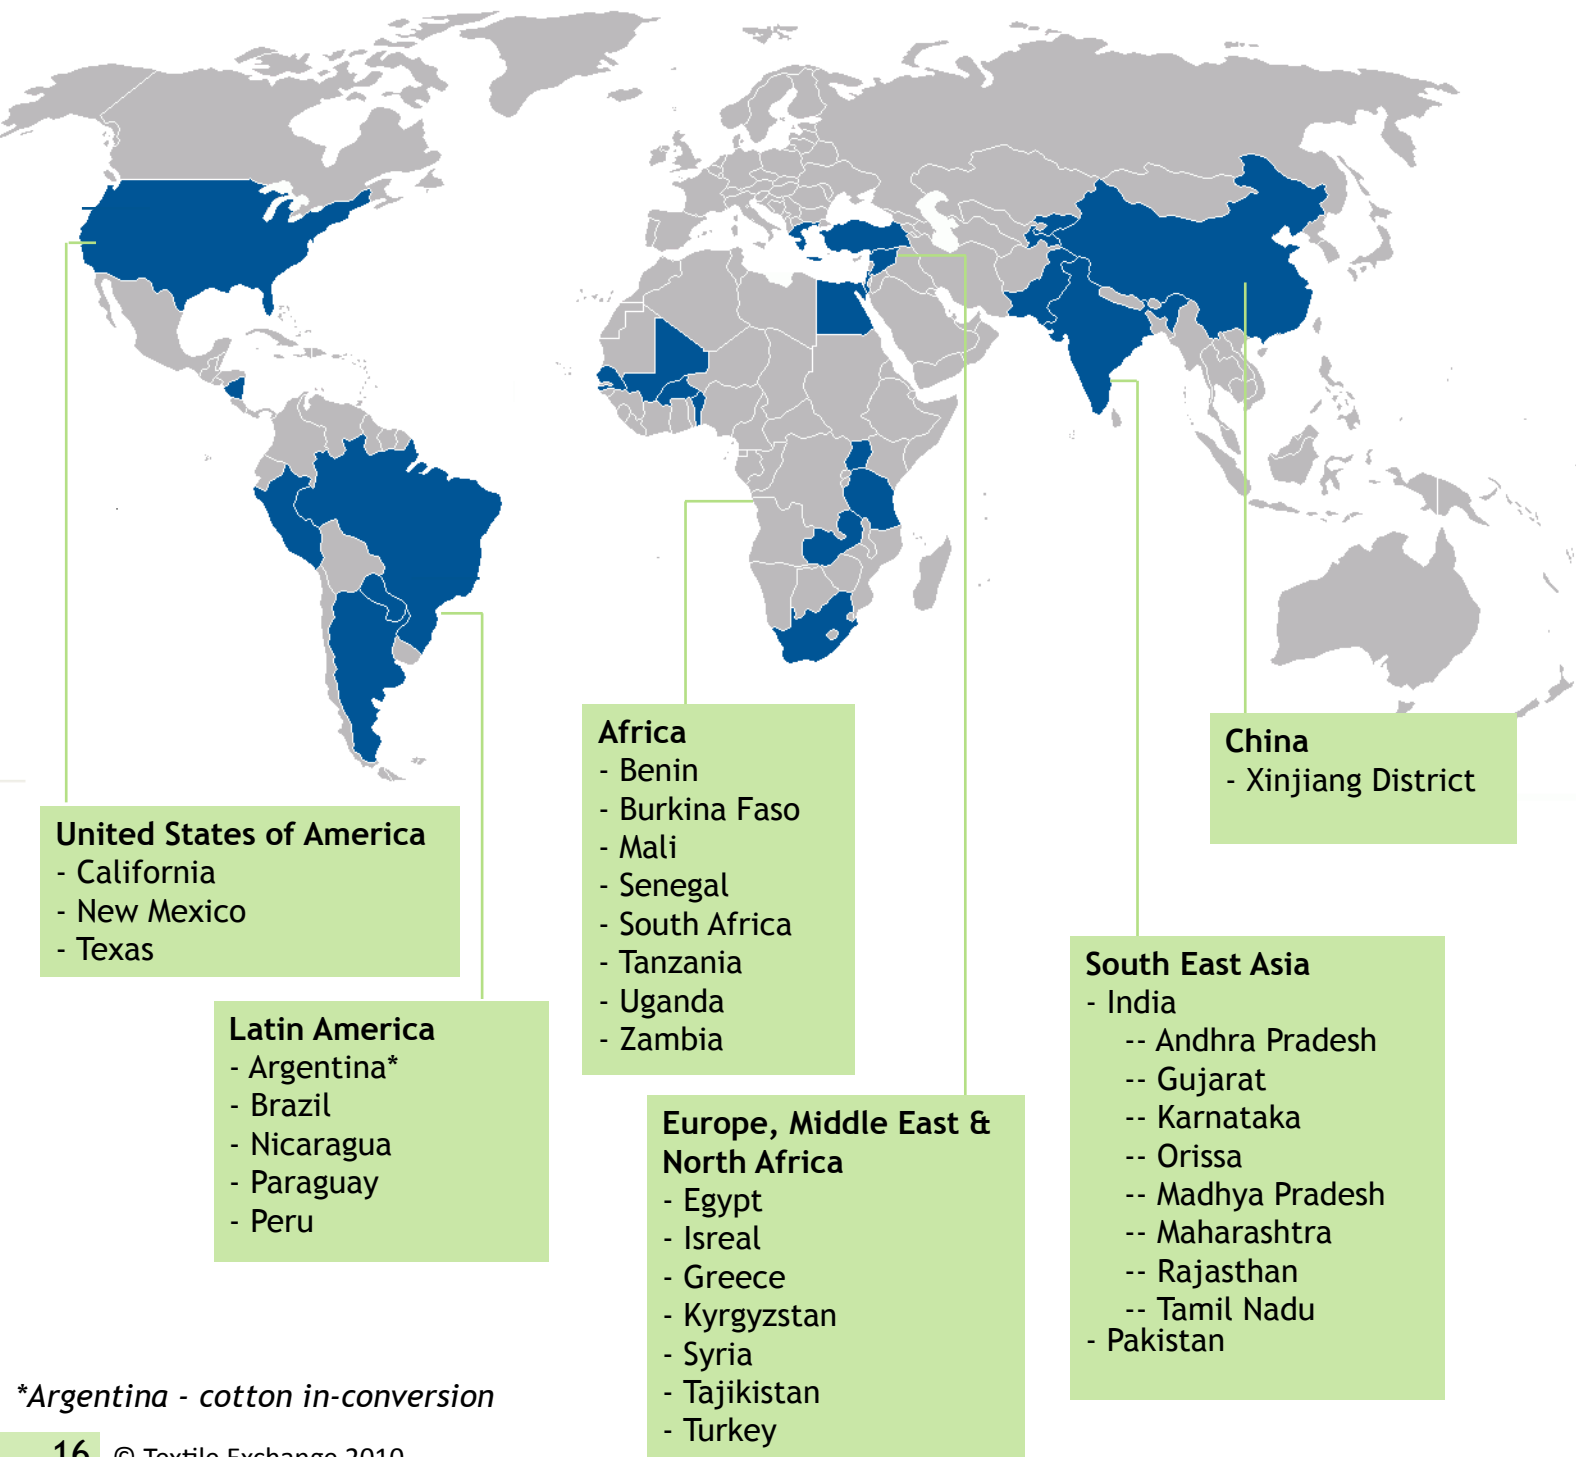 United States of America
- California
- New Mexico
- Texas
Latin America
- Argentina*
- Brazil
- Nicaragua
- Paraguay
- Peru
Africa
- Benin
- Burkina Faso
- Mali
- Senegal
- South Africa
- Tanzania
- Uganda
- Zambia
Europe, Middle East &
North Africa
- Egypt
- Isreal
- Greece
- Kyrgyzstan
- Syria
- Tajikistan
- Turkey
China
- Xinjiang District
South East Asia
- India
-- Andhra Pradesh
-- Gujarat
-- Karnataka
-- Orissa
-- Madhya Pradesh
-- Maharashtra
-- Rajasthan
-- Tamil Nadu
- Pakistan
*Argentina - cotton in-conversion
16 © Textile Exchange 2010